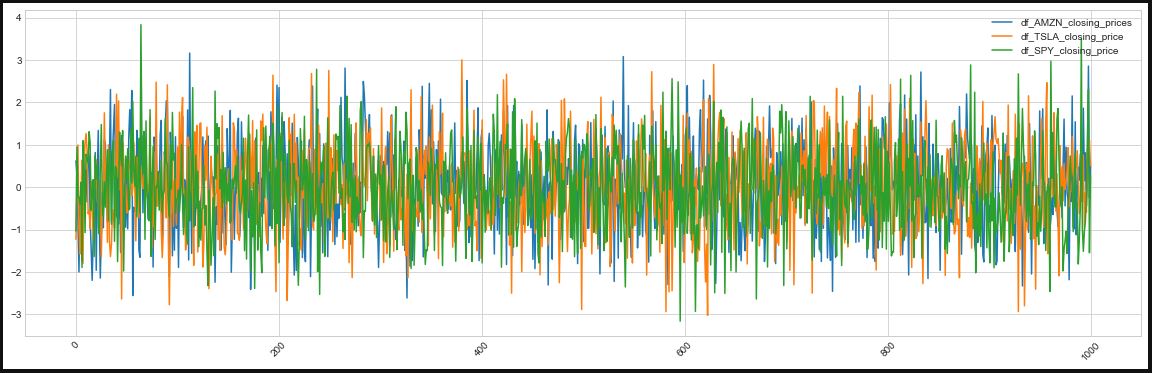 4
df_AMZN_closing_prices
df_TSLA_closing_price
df_SPY_closing_price
3
2
1
0
−1
−2
−3
0 200 400 600 800 1000